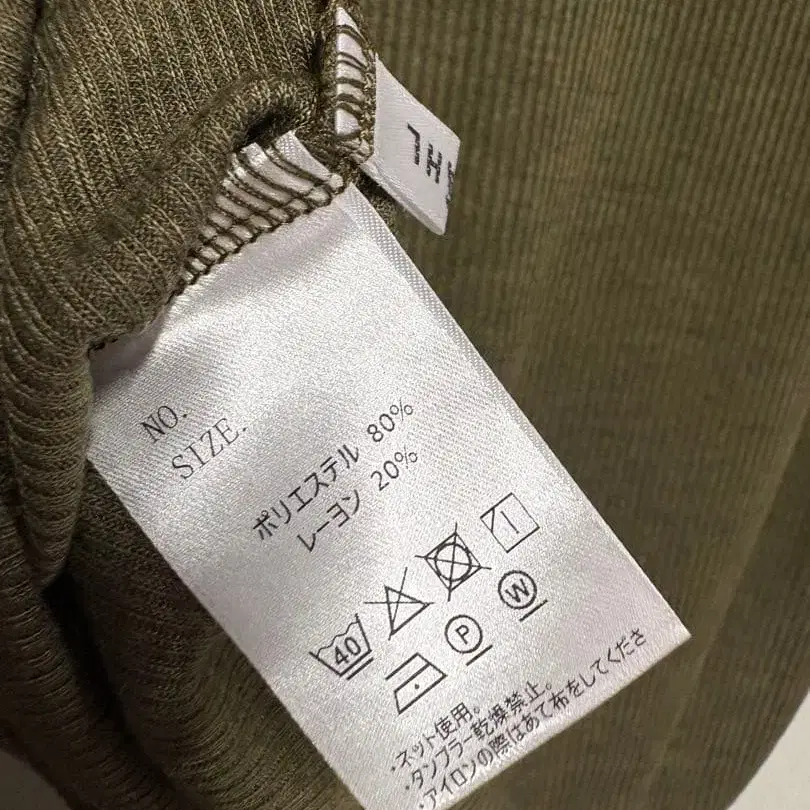 NO.
SIZE.
ポリエステル 80%
レーヨン 20%
40
P
W
・ネット使用。
・タンブラー乾燥禁止。
・アイロンの際はあて布をしてくださ